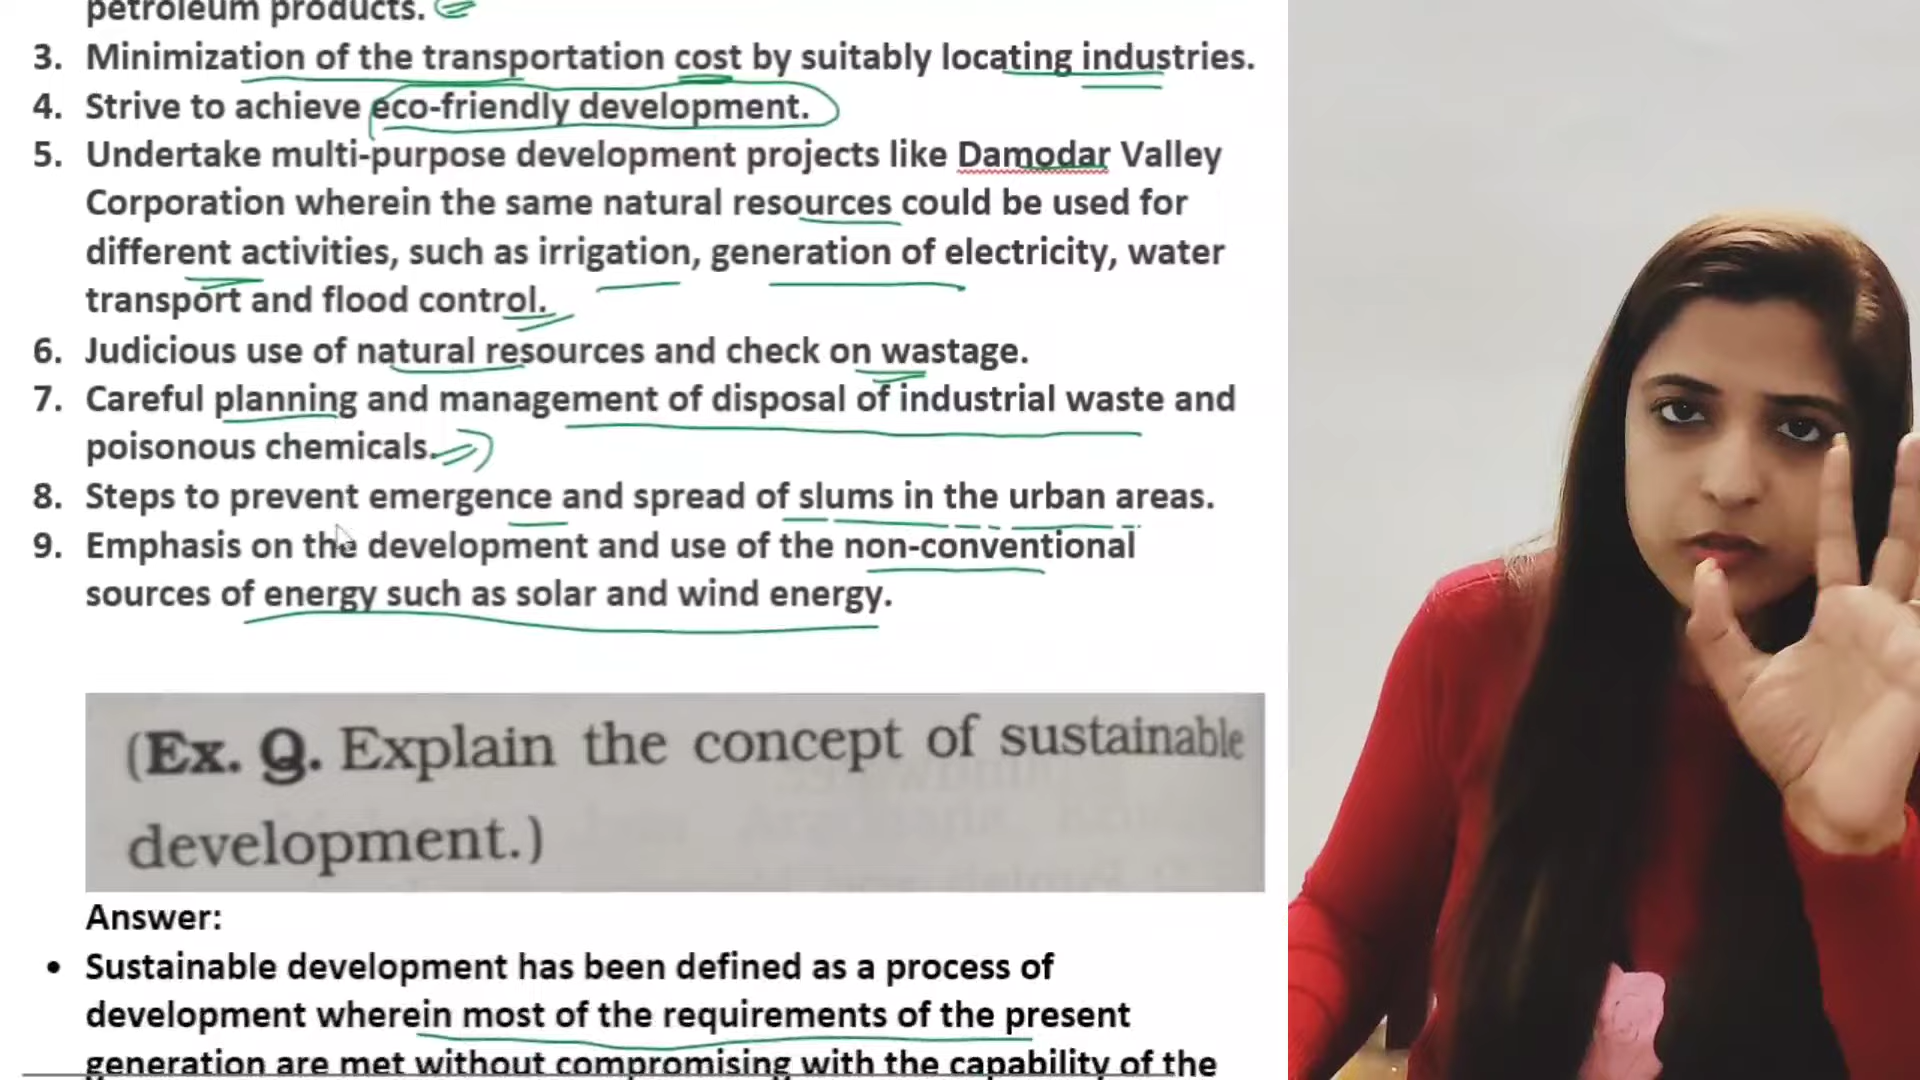 petroleum products.
3. Minimization of the transportation cost by suitably locating industries.
4. Strive to achieve eco-friendly development.
5. Undertake multi-purpose development projects like Damodar Valley
Corporation wherein the same natural resources could be used for
different activities, such as irrigation, generation of electricity, water
transport and flood control.
6. Judicious use of natural resources and check on wastage.
7. Careful planning and management of disposal of industrial waste and
poisonous chemicals.
8. Steps to prevent emergence and spread of slums in the urban areas.
9. Emphasis on the development and use of the non-conventional
sources of energy such as solar and wind energy.
(Ex. Q. Explain the concept of sustainable
development.)
Answer:
• Sustainable development has been defined as a process of
development wherein most of the requirements of the present
generation are met without compromising with the capability of the